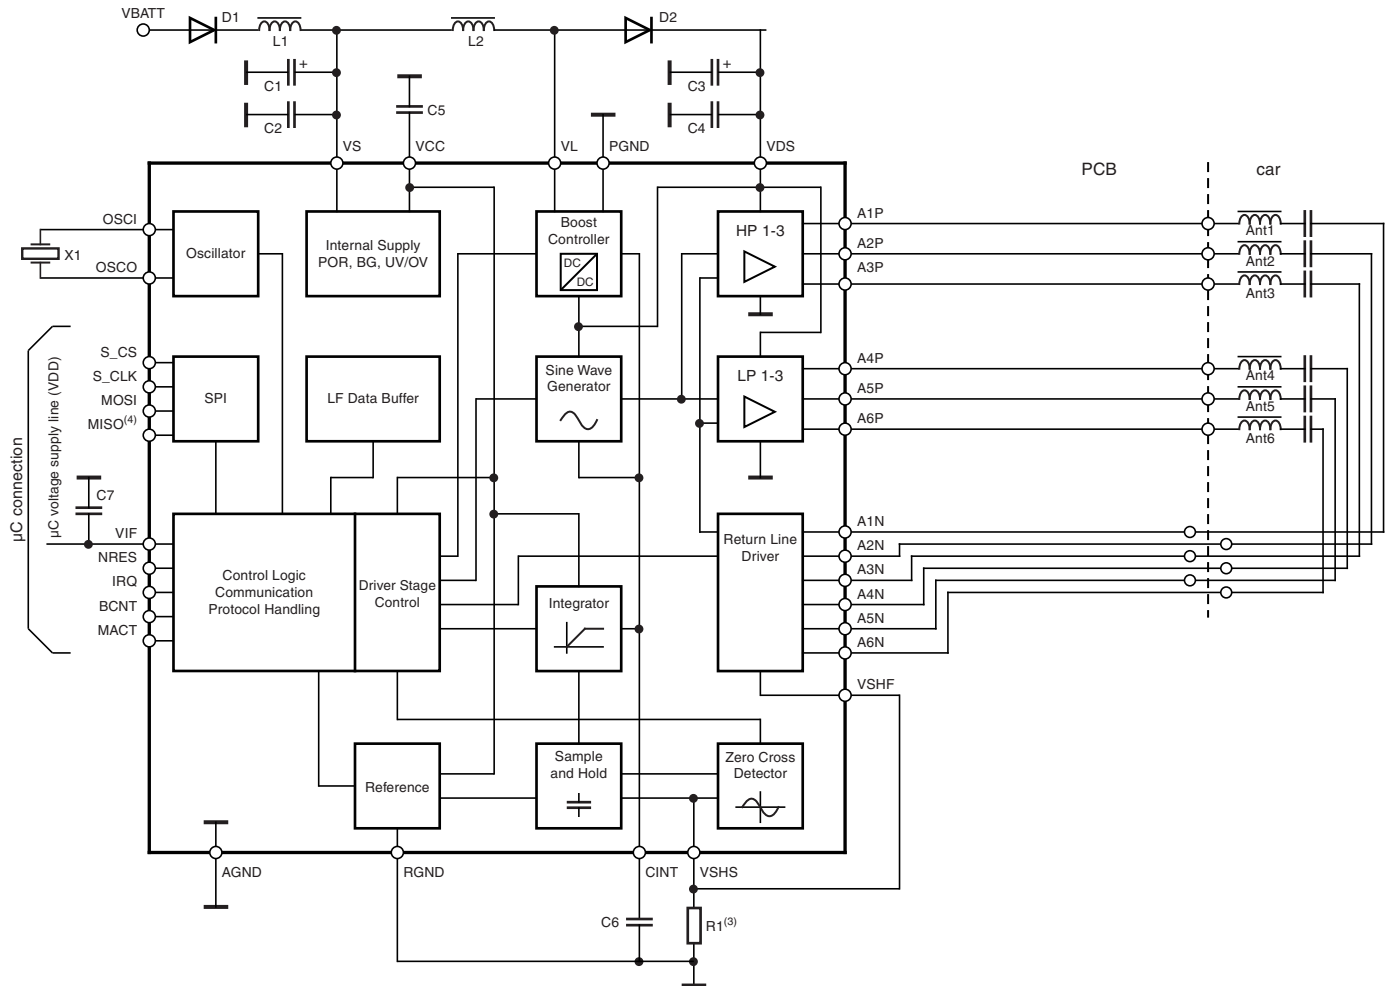 VBATT
D1
L1
L2
D2
C1
+
C2
C5
C3
+
C4
VS
VCC
VL
PGND
VDS
PCB
car
OSCI
X1
OSCO
Oscillator
Internal Supply
POR, BG, UV/OV
Boost
Controller
DC
DC
HP 1-3
A1P
A2P
A3P
Ant1
Ant2
Ant3
µC connection
µC voltage supply line (VDD)
S_CS
S_CLK
MOSI
MISO(4)
SPI
LF Data Buffer
Sine Wave
Generator
LP 1-3
A4P
A5P
A6P
Ant4
Ant5
Ant6
C7
VIF
NRES
IRQ
BCNT
MACT
Control Logic
Communication
Protocol Handling
Driver Stage
Control
Integrator
Return Line
Driver
A1N
A2N
A3N
A4N
A5N
A6N
VSHF
Reference
Sample
and Hold
Zero Cross
Detector
AGND
RGND
CINT
VSHS
C6
R1(3)